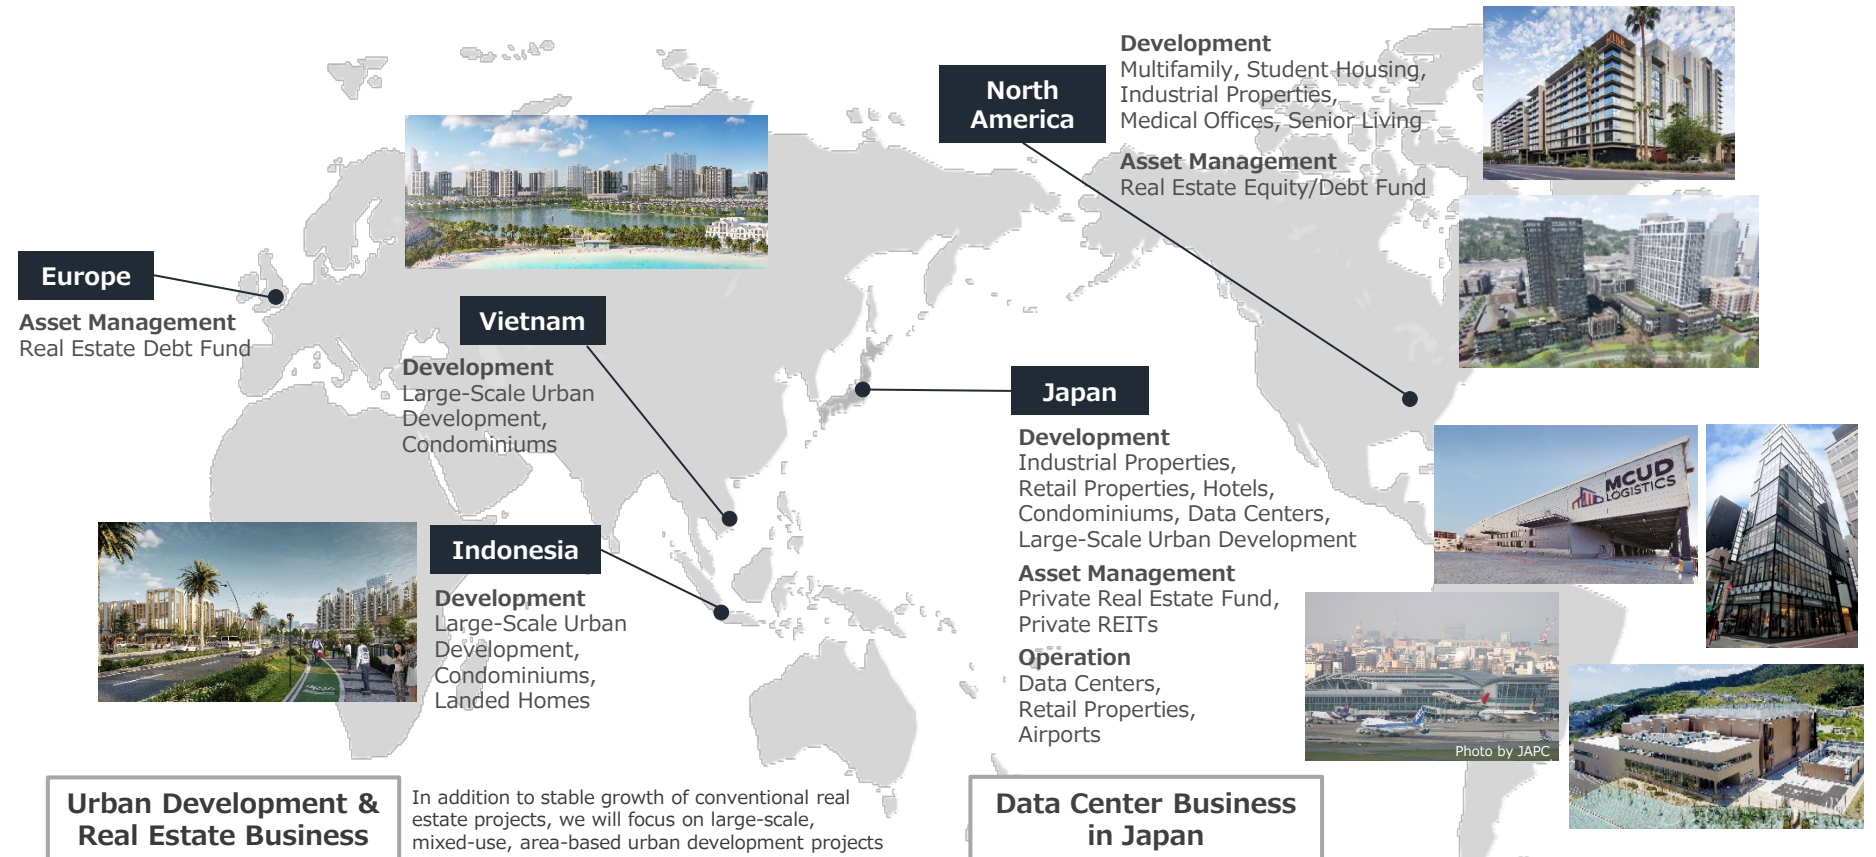 North
America
Development
Multifamily, Student Housing,
Industrial Properties,
Medical Offices, Senior Living
Asset Management
Real Estate Equity/Debt Fund
Europe
Asset Management
Real Estate Debt Fund
Vietnam
Development
Large-Scale Urban
Development,
Condominiums
Japan
Development
Industrial Properties,
Retail Properties, Hotels,
Condominiums, Data Centers,
Large-Scale Urban Development
Asset Management
Private Real Estate Fund,
Private REITs
Operation
Data Centers,
Retail Properties,
Airports
MCUD
LOGISTICS
Indonesia
Development
Large-Scale Urban
Development,
Condominiums,
Landed Homes
Photo by JAPC
Urban Development &
Real Estate Business
In addition to stable growth of conventional real
estate projects, we will focus on large-scale,
mixed-use, area-based urban development projects
Data Center Business
in Japan